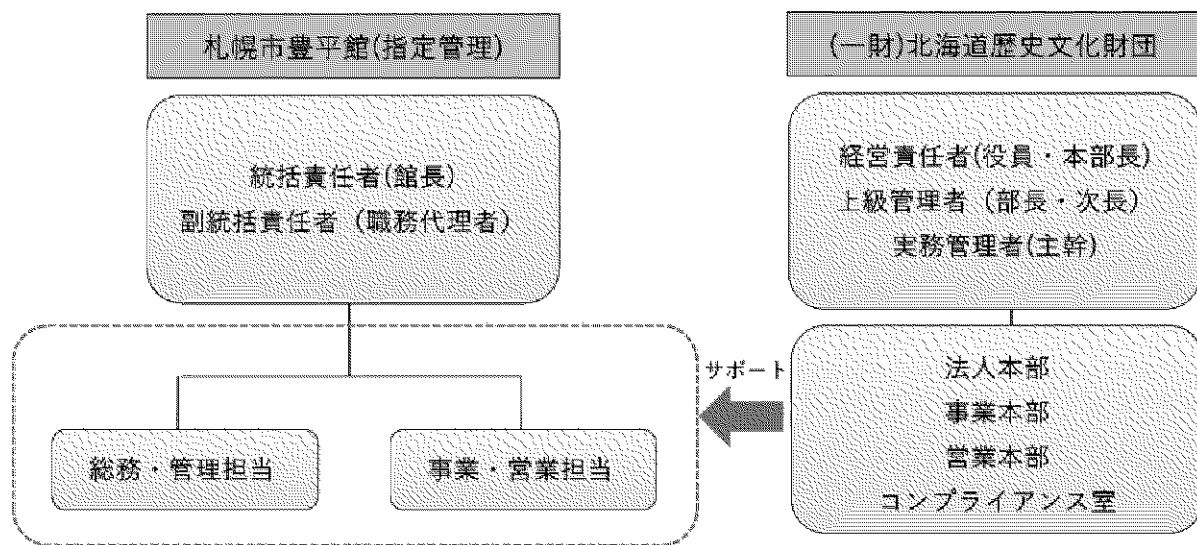 札幌市豊平館(指定管理)
統括責任者(館長)
副統括責任者（職務代理者）
総務・管理担当
事業・営業担当
サポート
(一財)北海道歴史文化財団
経営責任者(役員・本部長)
上級管理者（部長・次長）
実務管理者(主幹)
法人本部
事業本部
営業本部
コンプライアンス室